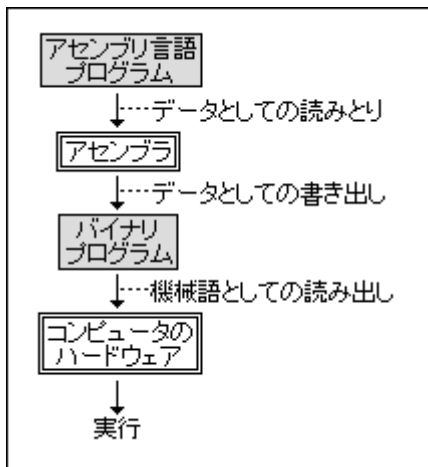 アセンブリ言語
プログラム
データとしての読みとり
アセンブラ
データとしての書き出し
バイナリ
プログラム
機械語としての読み出し
コンピュータの
ハードウェア
実行